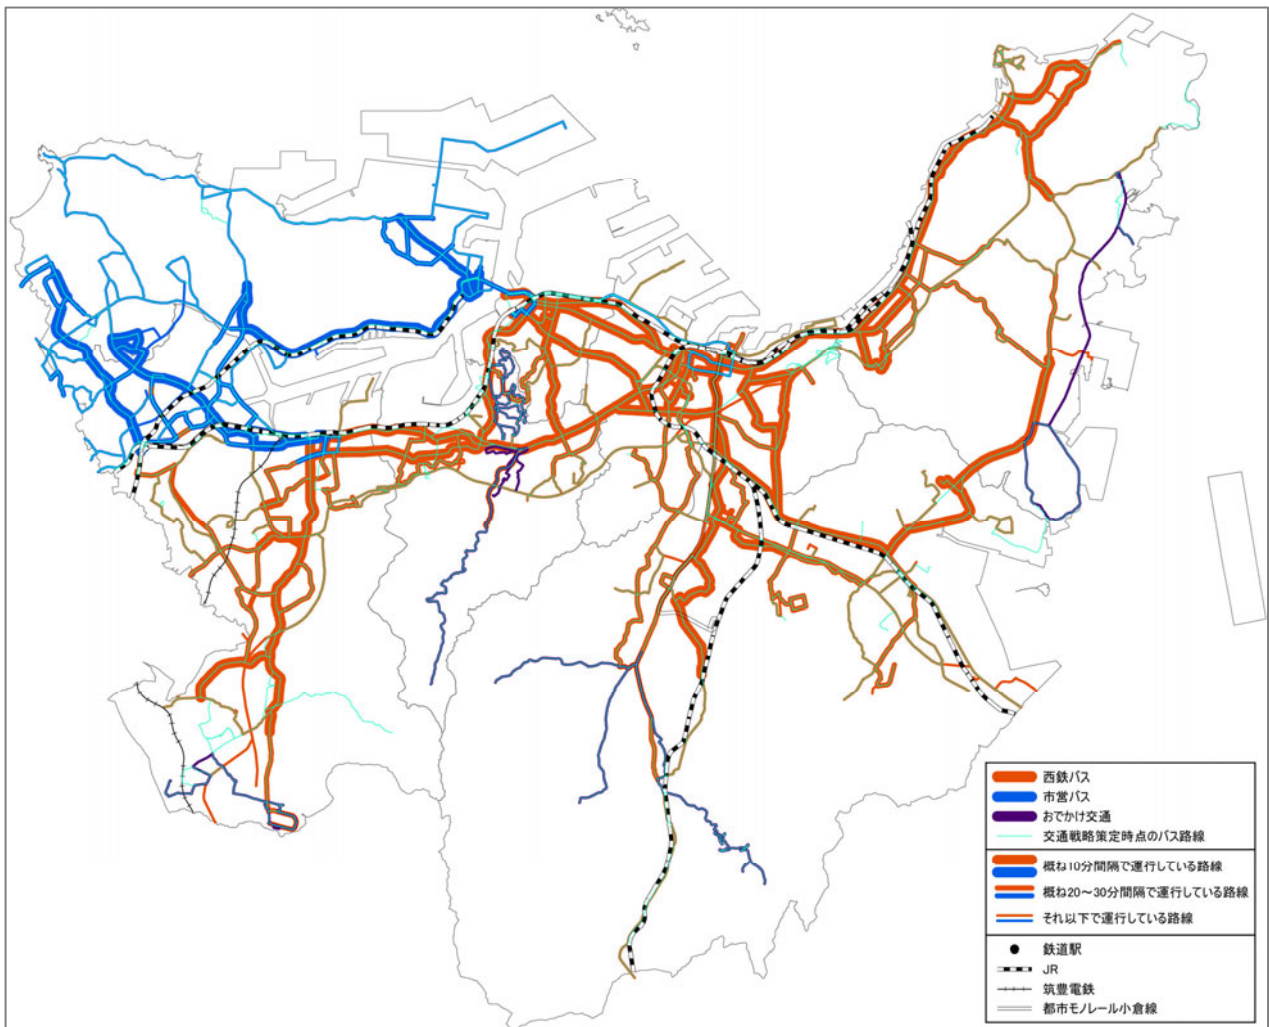 西鉄バス
市営バス
おでかけ交通
交通戦略策定時点のバス路線
概ね10分間隔で運行している路線
概ね20～30分間隔で運行している路線
それ以下で運行している路線
鉄道駅
JR
筑豊電鉄
都市モノレール小倉線